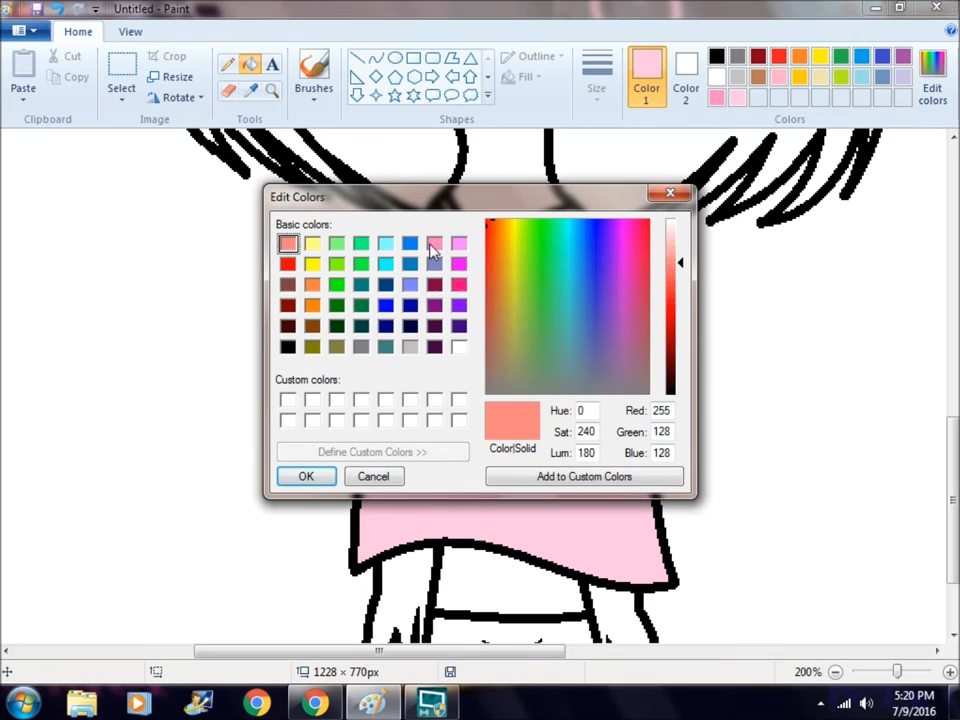 Untitled - Paint
Home View
Paste
Cut
Copy
Clipboard
Select
Crop
Resize
Rotate
Image
Tools
Brushes
Outline
Fill
Shapes
Size
Color 1
Color 2
Edit colors
Colors
Edit Colors
Basic colors:
Custom colors:
Define Custom Colors >>
OK Cancel
Color|Solid
Hue: 0 Red: 255
Sat: 240 Green: 128
Lum: 180 Blue: 128
Add to Custom Colors
1228 × 770px
200%
5:20 PM
7/9/2016